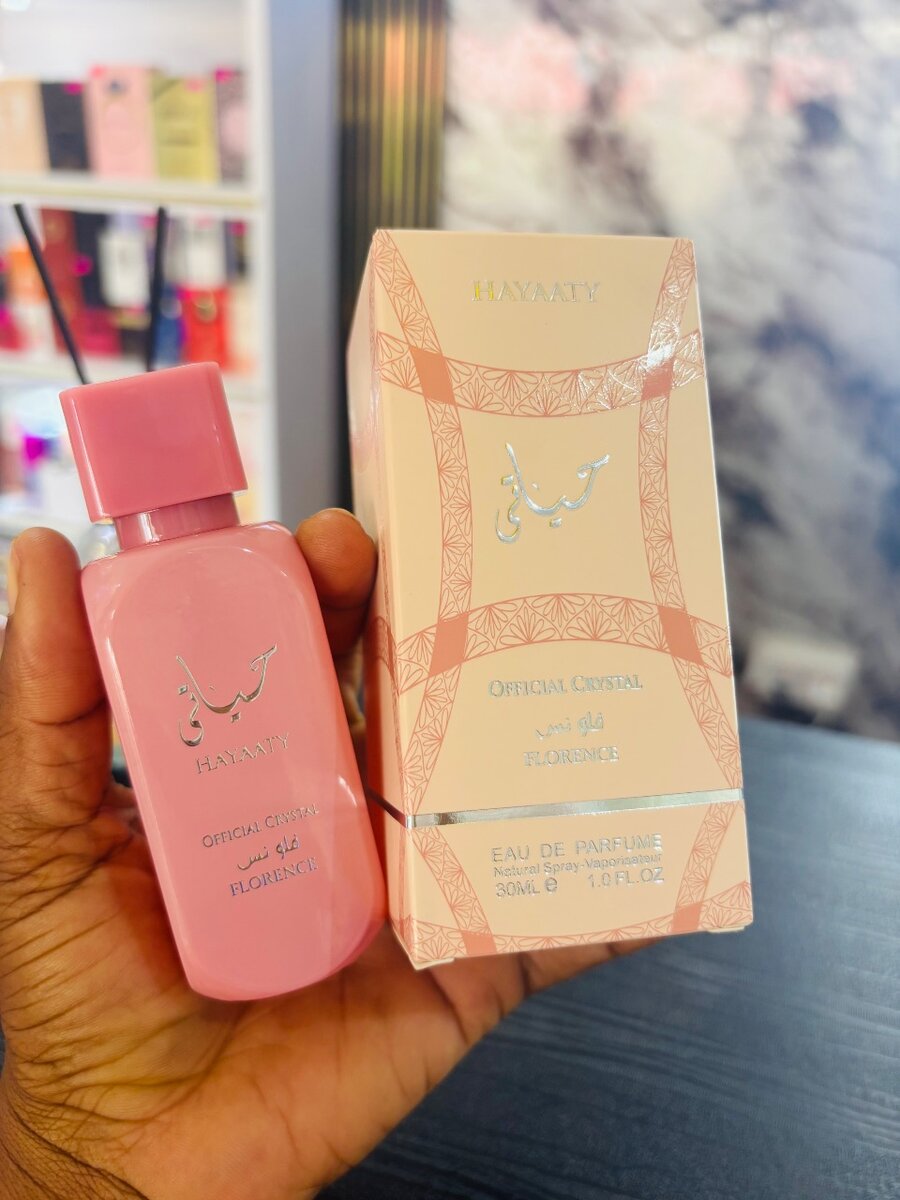 حياتي
HAYAATY
OFFICIAL CRYSTAL
فلو نس
FLORENCE
HAYAATY
حياتي
OFFICIAL CRYSTAL
فلو نس
FLORENCE
EAU DE PARFUME
Natural Spray-Vaporisateur
30ML e 1.0 FL.OZ